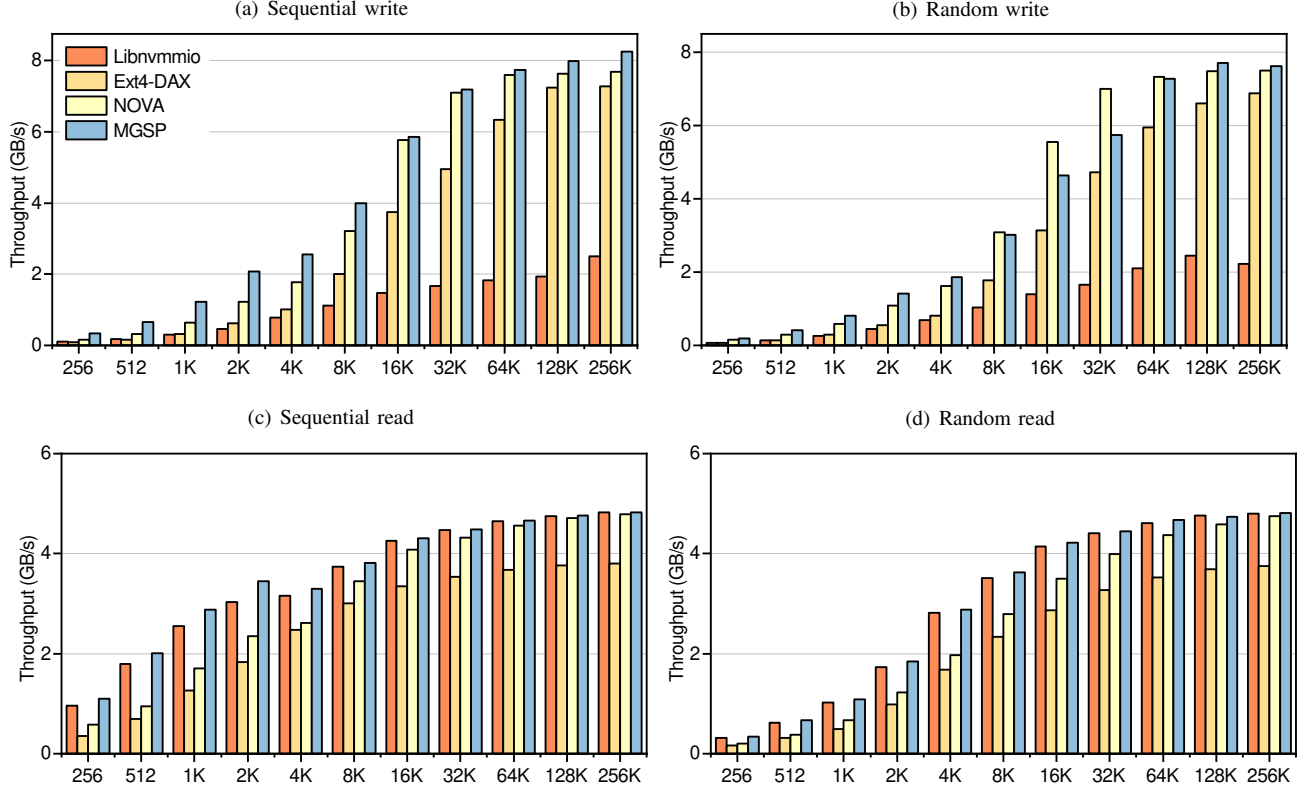 (a) Sequential write
(b) Random write
Throughput (GB/s)
8
6
4
2
0
Libnvmmio
Ext4-DAX
NOVA
MGSP
256 512 1K 2K 4K 8K 16K 32K 64K 128K 256K
Throughput (GB/s)
8
6
4
2
0
256 512 1K 2K 4K 8K 16K 32K 64K 128K 256K
(c) Sequential read
(d) Random read
Throughput (GB/s)
6
4
2
0
256 512 1K 2K 4K 8K 16K 32K 64K 128K 256K
Throughput (GB/s)
6
4
2
0
256 512 1K 2K 4K 8K 16K 32K 64K 128K 256K